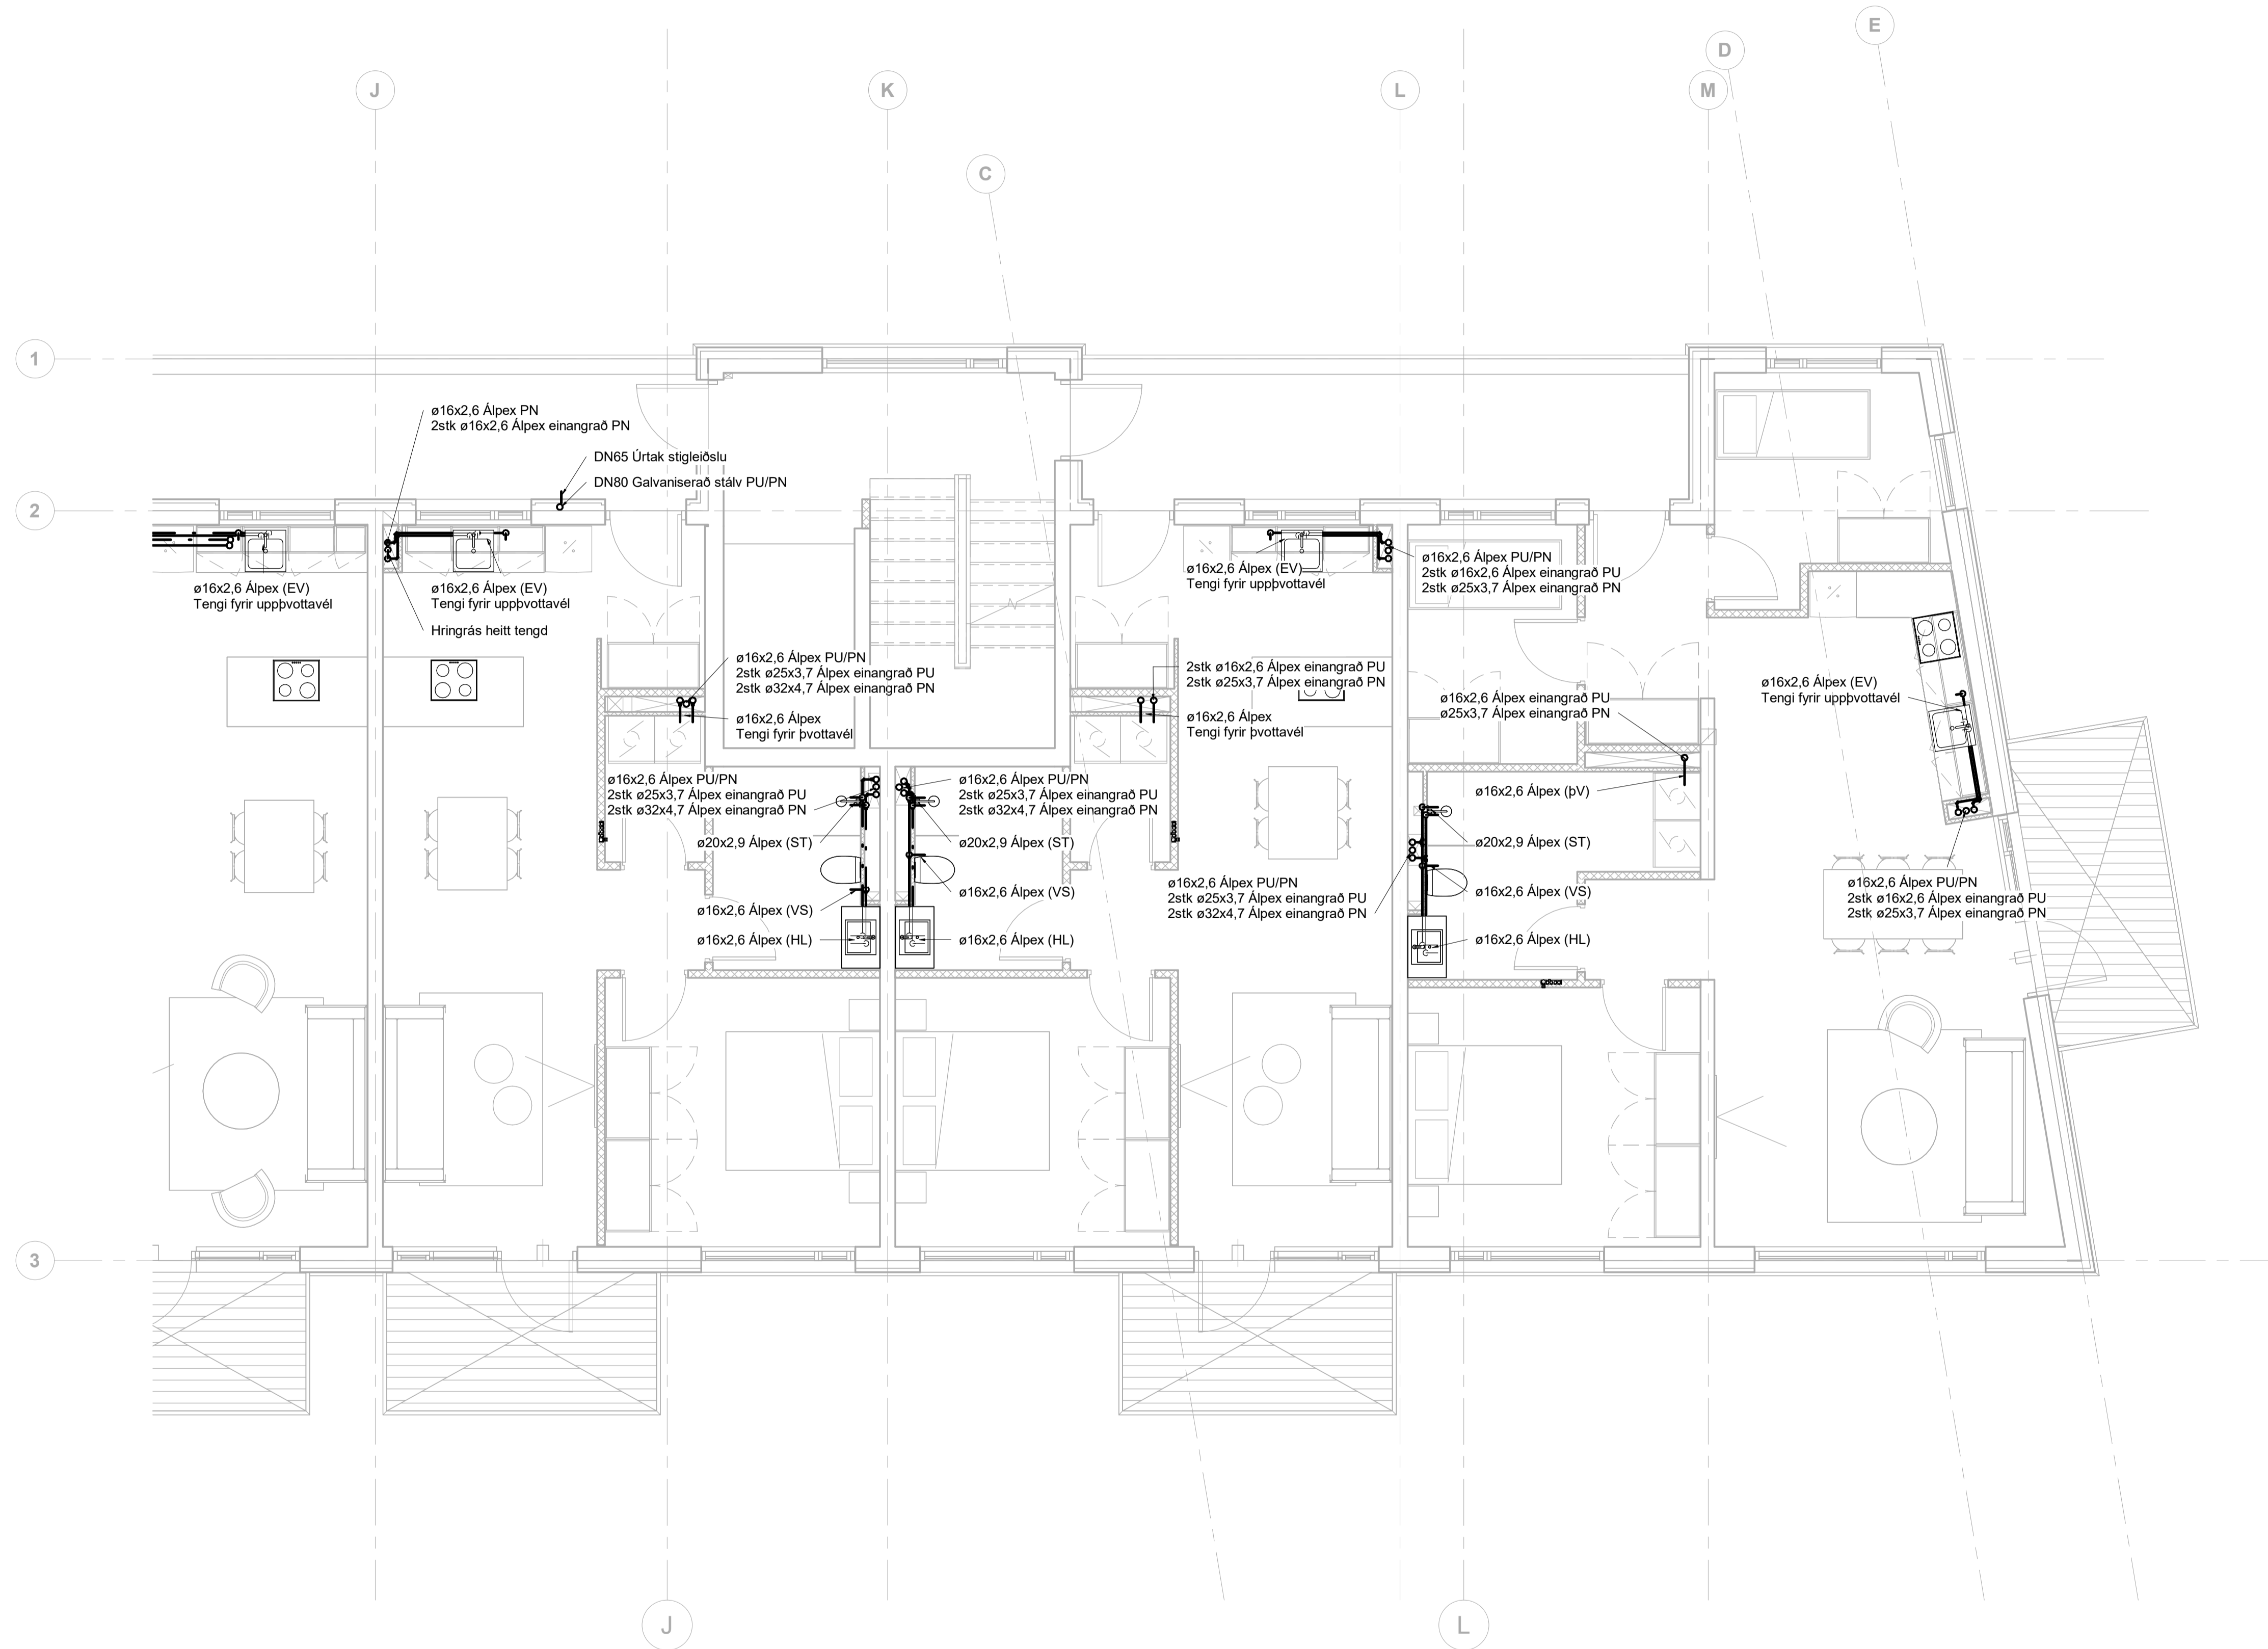 E
D
J
K
L
M
C
1
ø16x2,6 Álpex PN
2stk ø16x2,6 Álpex einangrað PN
DN65 Úrtak stigleiðslu
DN80 Galvaniserað stálv PU/PN
2
ø16x2,6 Álpex (EV)
Tengi fyrir uppþvottavél
ø16x2,6 Álpex (EV)
Tengi fyrir uppþvottavél
Hringrás heitt tengd
ø16x2,6 Álpex (EV)
Tengi fyrir uppþvottavél
ø16x2,6 Álpex PU/PN
2stk ø16x2,6 Álpex einangrað PU
2stk ø25x3,7 Álpex einangrað PN
ø16x2,6 Álpex PU/PN
2stk ø25x3,7 Álpex einangrað PU
2stk ø32x4,7 Álpex einangrað PN
ø16x2,6 Álpex
Tengi fyrir þvottavél
2stk ø16x2,6 Álpex einangrað PU
2stk ø25x3,7 Álpex einangrað PN
ø16x2,6 Álpex
Tengi fyrir þvottavél
ø16x2,6 Álpex einangrað PU
ø25x3,7 Álpex einangrað PN
ø16x2,6 Álpex (EV)
Tengi fyrir uppþvottavél
ø16x2,6 Álpex PU/PN
2stk ø25x3,7 Álpex einangrað PU
2stk ø32x4,7 Álpex einangrað PN
ø20x2,9 Álpex (ST)
ø16x2,6 Álpex (VS)
ø16x2,6 Álpex (HL)
ø16x2,6 Álpex PU/PN
2stk ø25x3,7 Álpex einangrað PU
2stk ø32x4,7 Álpex einangrað PN
ø20x2,9 Álpex (ST)
ø16x2,6 Álpex (VS)
ø16x2,6 Álpex (HL)
ø16x2,6 Álpex PU/PN
2stk ø25x3,7 Álpex einangrað PU
2stk ø32x4,7 Álpex einangrað PN
ø16x2,6 Álpex (þV)
ø20x2,9 Álpex (ST)
ø16x2,6 Álpex (VS)
ø16x2,6 Álpex (HL)
ø16x2,6 Álpex PU/PN
2stk ø16x2,6 Álpex einangrað PU
2stk ø25x3,7 Álpex einangrað PN
3
J
L